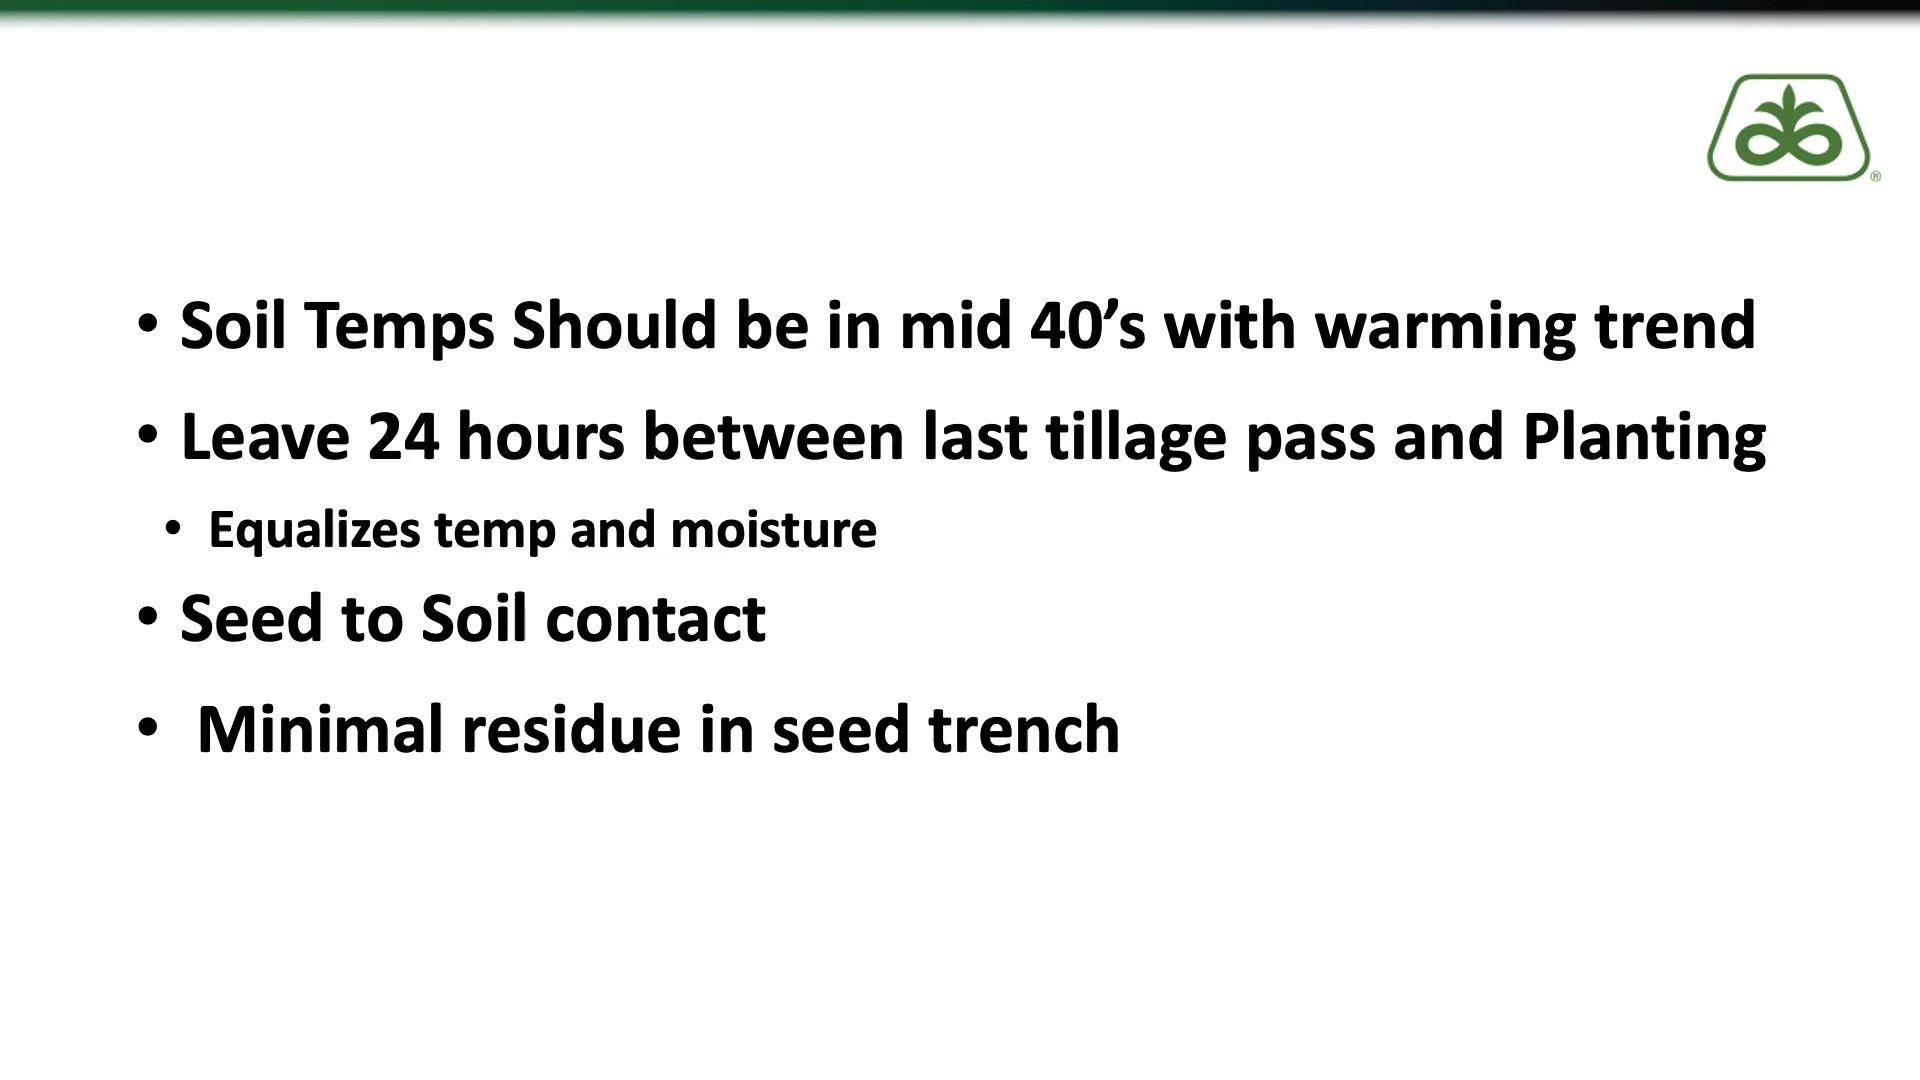 • Soil Temps Should be in mid 40’s with warming trend
• Leave 24 hours between last tillage pass and Planting
• Equalizes temp and moisture
• Seed to Soil contact
• Minimal residue in seed trench
®